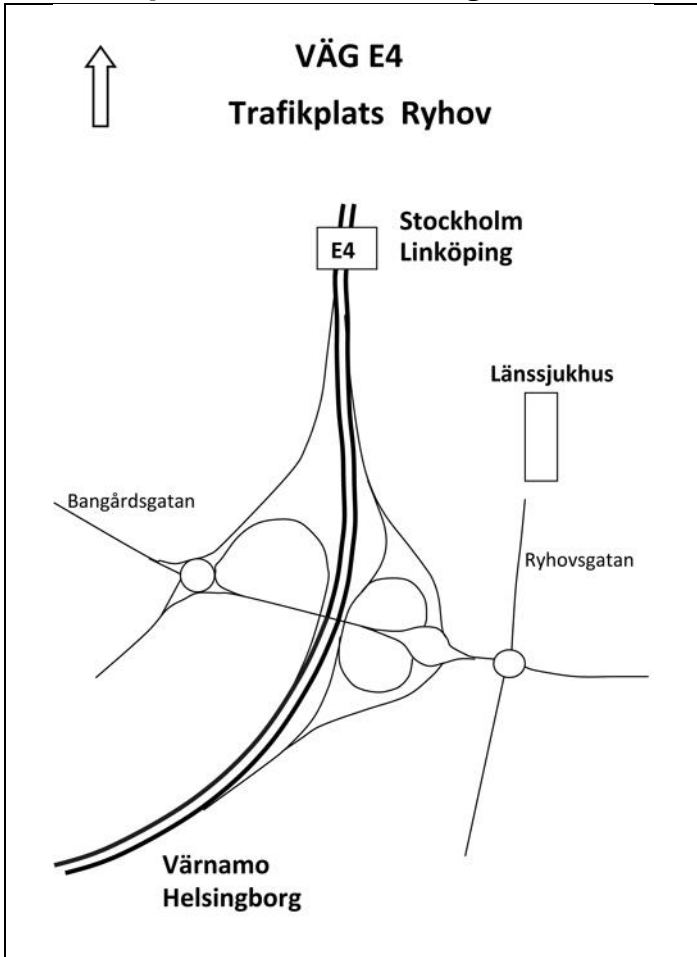 VÄG E4
Trafikplats Ryhov
Stockholm
Linköping
E4
Länssjukhus
Bangårdsgatan
Ryhovsgatan
Värnamo
Helsingborg